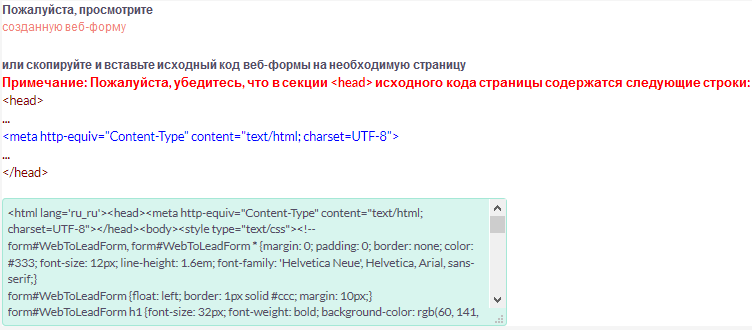 Пожалуйста, просмотрите
созданную веб-форму
или скопируйте и вставьте исходный код веб-формы на необходимую страницу
Примечание: Пожалуйста, убедитесь, что в секции <head> исходного кода страницы содержатся следующие строки:
<head>
...
<meta http-equiv="Content-Type" content="text/html; charset=UTF-8">
...
</head>
<html lang='ru_ru'><head><meta http-equiv="Content-Type" content="text/html;
charset=UTF-8"></head><body><style type="text/css"><!--
form#WebToLeadForm, form#WebToLeadForm * {margin: 0; padding: 0; border: none; color:
#333; font-size: 12px; line-height: 1.6em; font-family: 'Helvetica Neue', Helvetica, Arial, sans-
serif;}
form#WebToLeadForm {float: left; border: 1px solid #ccc; margin: 10px;}
form#WebToLeadForm h1 {font-size: 32px; font-weight: bold; background-color: rgb(60, 141,